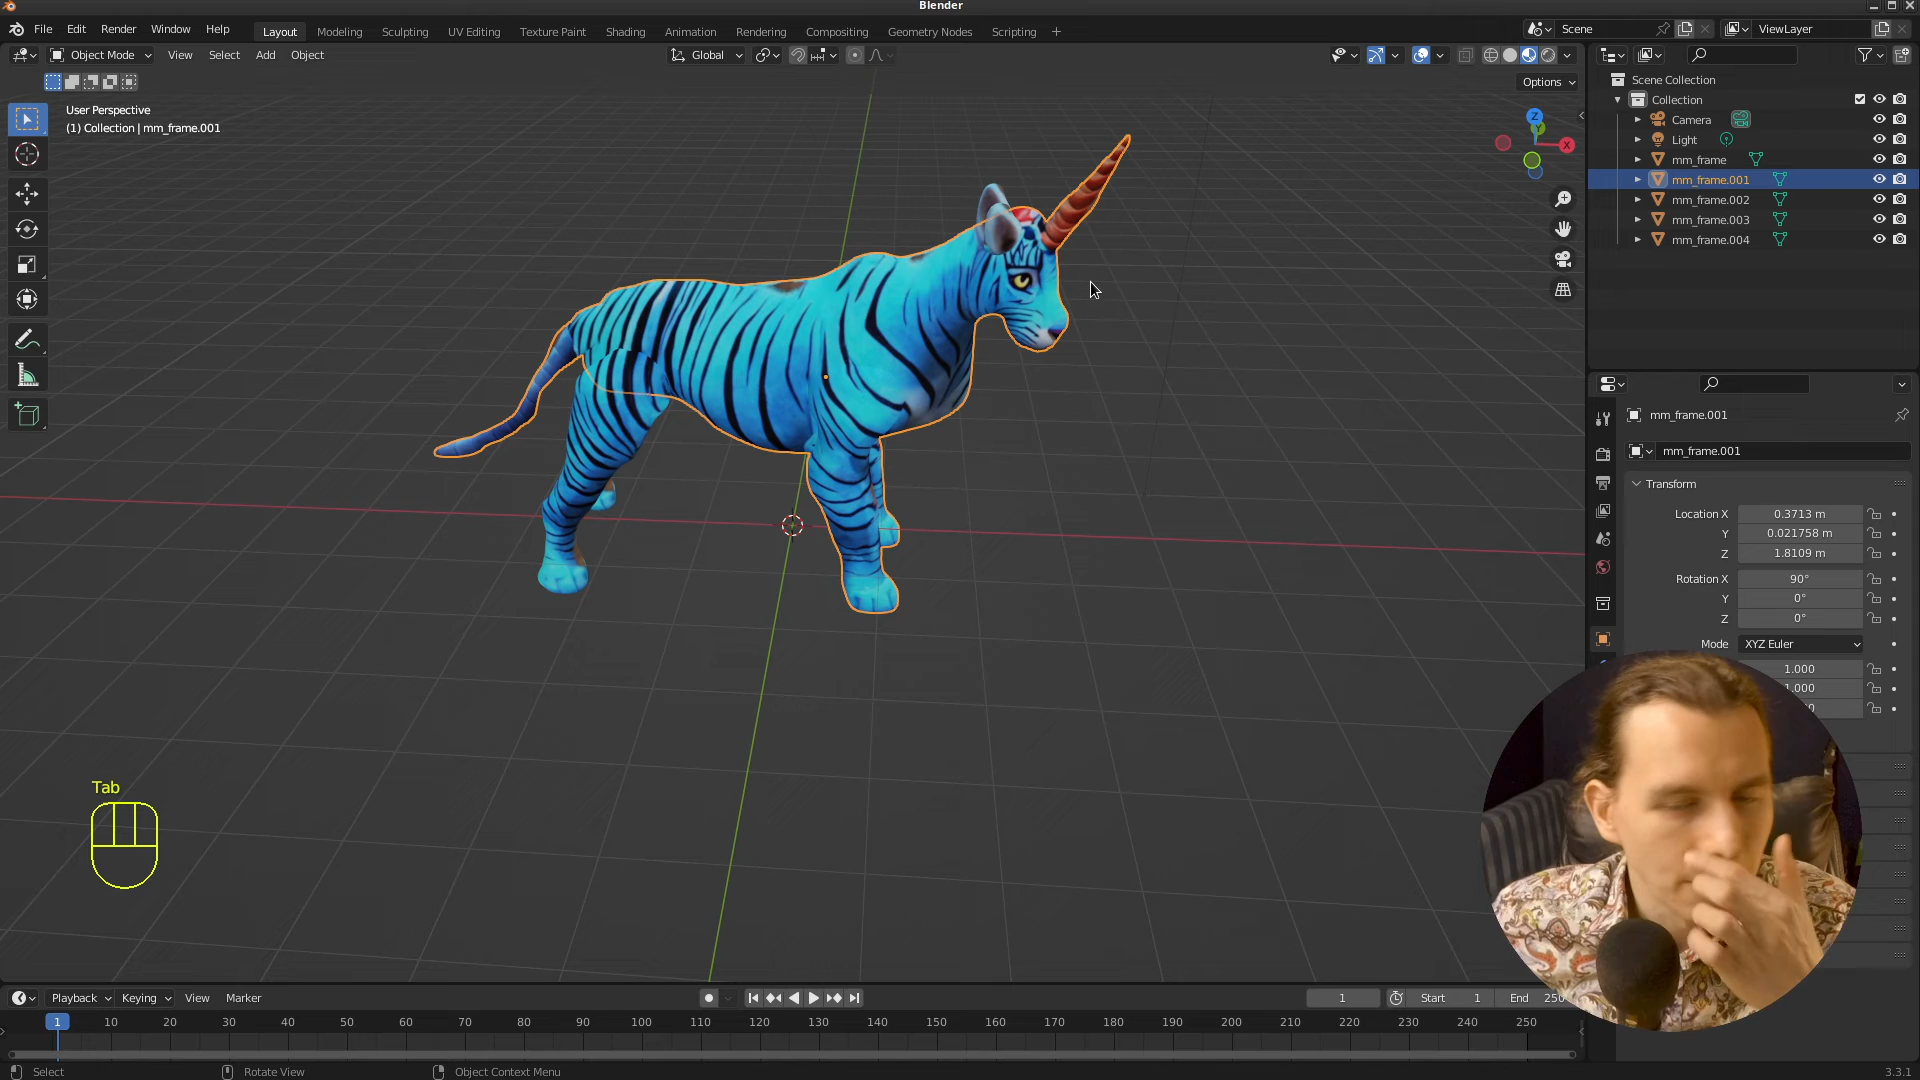 Blender
File Edit Render Window Help Layout Modeling Sculpting UV Editing Texture Paint Shading Animation Rendering Compositing Geometry Nodes Scripting + Scene ViewLayer
Object Mode View Select Add Object Global
Options
User Perspective
(1) Collection | mm_frame.001
Z
Y
X
Scene Collection
Collection
Camera
Light
mm_frame
mm_frame.001
mm_frame.002
mm_frame.003
mm_frame.004
mm_frame.001
mm_frame.001
Transform
Location X 0.3713 m
Y 0.021758 m
Z 1.8109 m
Rotation X 90°
Y 0°
Z 0°
Mode XYZ Euler
1.000
1.000
Tab
Playback Keying View Marker 1 Start 1 End 250
1 10 20 30 40 50 60 70 80 90 100 110 120 130 140 150 160 170 180 190 200 210 220 230 240 250
Select Rotate View Object Context Menu 3.3.1